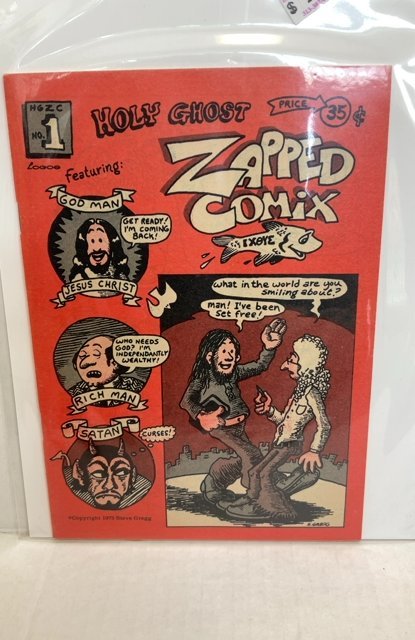 HGZC
NO. 1
LOGOS
HOLY GHOST
PRICE 35¢
ZAPPED
COMIX
IXOYE
featuring:
GOD MAN
GET READY!
I'M COMING
BACK!
JESUS CHRIST
WHO NEEDS
GOD? I'M
INDEPENDANTLY
WEALTHY!
RICH MAN
SATAN
CURSES!
what in the world are you
smiling about?
man! I've been
set free!
©Copyright 1973 Steve Gregg
S. GREGG